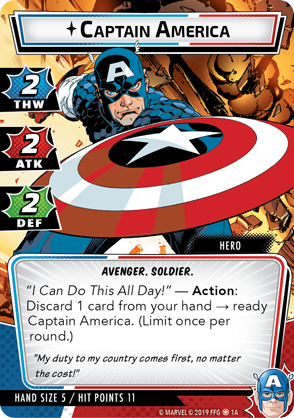 CAPTAIN AMERICA
A
2
THW
2
ATK
2
DEF
HERO
AVENGER. SOLDIER.
“I Can Do This All Day!” — Action:
Discard 1 card from your hand → ready
Captain America. (Limit once per
round.)
"My duty to my country comes first, no matter
the cost!"
HAND SIZE 5 / HIT POINTS 11
© MARVEL © 2019 FFG 1A
A